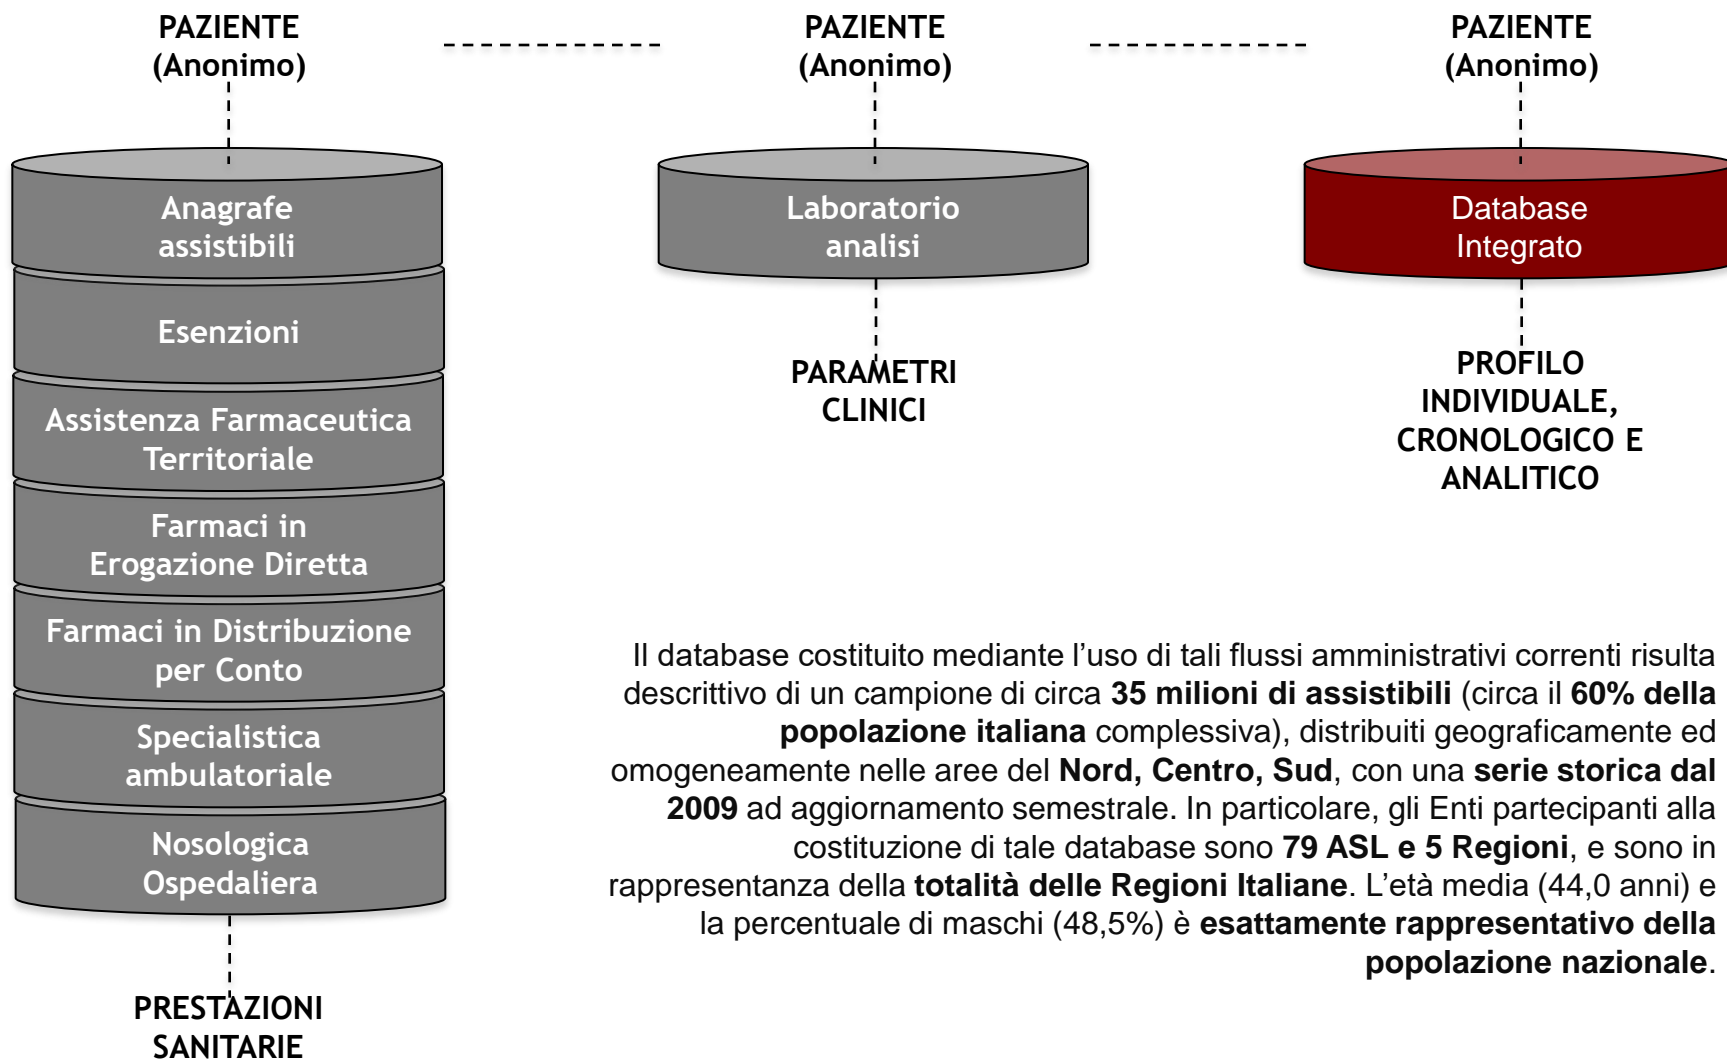 PAZIENTE
(Anonimo)
PAZIENTE
(Anonimo)
PAZIENTE
(Anonimo)
Anagrafe
assistibili
Esenzioni
Assistenza Farmaceutica
Territoriale
Farmaci in
Erogazione Diretta
Farmaci in Distribuzione
per Conto
Specialistica
ambulatoriale
Nosologica
Ospedaliera
PRESTAZIONI
SANITARIE
Laboratorio
analisi
PARAMETRI
CLINICI
Database
Integrato
PROFILO
INDIVIDUALE,
CRONOLOGICO E
ANALITICO
Il database costituito mediante l’uso di tali flussi amministrativi correnti risulta
descrittivo di un campione di circa 35 milioni di assistibili (circa il 60% della
popolazione italiana complessiva), distribuiti geograficamente ed
omogeneamente nelle aree del Nord, Centro, Sud, con una serie storica dal
2009 ad aggiornamento semestrale. In particolare, gli Enti partecipanti alla
costituzione di tale database sono 79 ASL e 5 Regioni, e sono in
rappresentanza della totalità delle Regioni Italiane. L’età media (44,0 anni) e
la percentuale di maschi (48,5%) è esattamente rappresentativo della
popolazione nazionale.